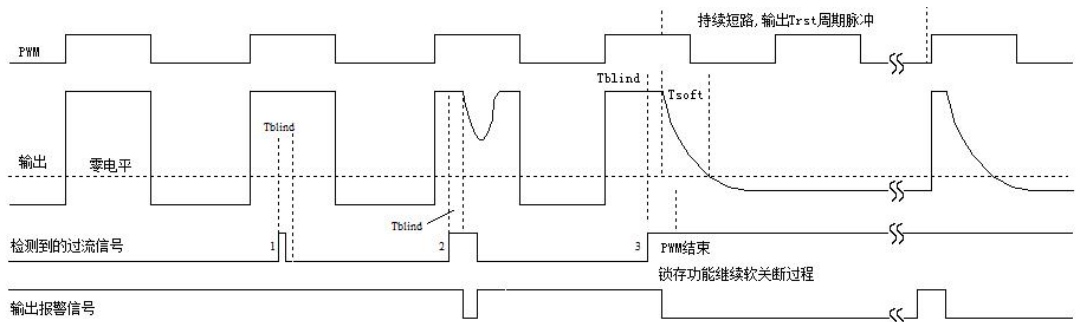 持续短路,输出Trst周期脉冲
PWM
Tblind
Tsoft
Tblind
输出
零电平
Tblind
检测到的过流信号
1
2
3
PWM结束
锁存功能继续软关断过程
输出报警信号